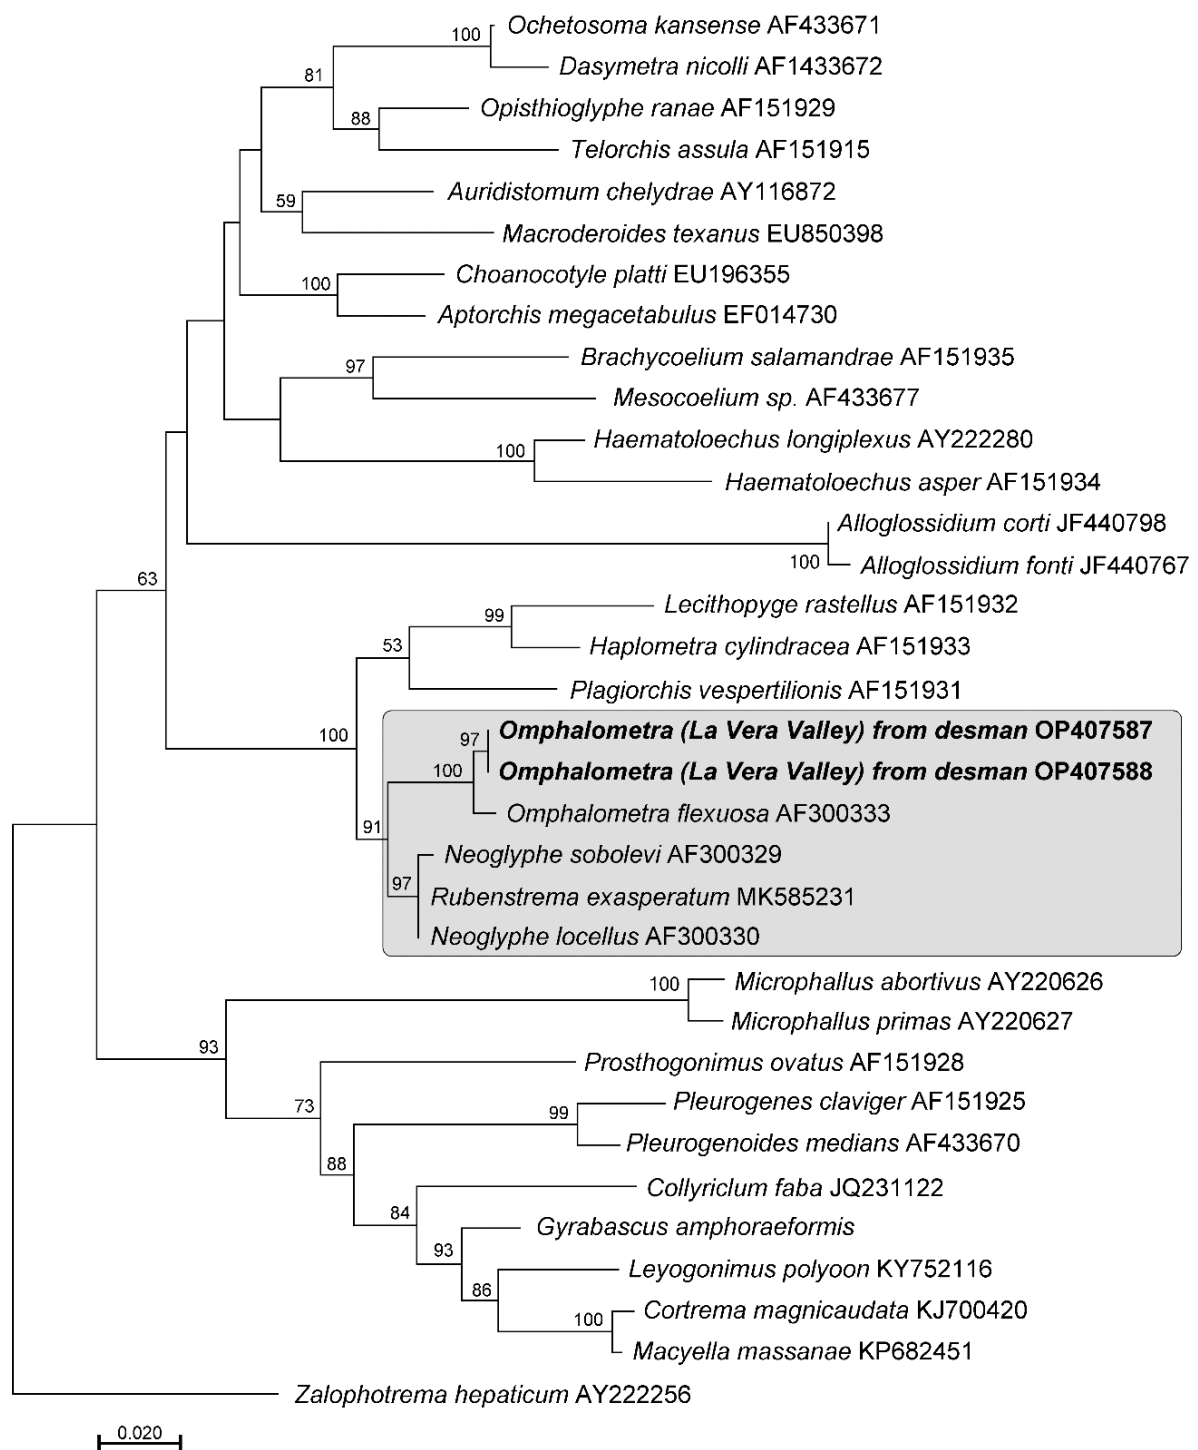 Ochetosoma kansense AF433671
100
Dasymetra nicolli AF1433672
81
Opisthioglyphe ranae AF151929
88
Telorchis assula AF151915
Auridistomum chelydrae AY116872
59
Macroderoides texanus EU850398
Choanocotyle platti EU196355
100
Aptorchis megacetabulus EF014730
Brachycoelium salamandrae AF151935
97
Mesocoelium sp. AF433677
Haematoloechus longiplexus AY222280
100
Haematoloechus asper AF151934
Alloglossidium corti JF440798
100
Alloglossidium fonti JF440767
63
Lecithopyge rastellus AF151932
99
Haplometra cylindracea AF151933
53
Plagiorchis vespertilionis AF151931
100
Omphalometra (La Vera Valley) from desman OP407587
97
Omphalometra (La Vera Valley) from desman OP407588
100
Omphalometra flexuosa AF300333
91
Neoglyphe sobolevi AF300329
97
Rubenstrema exasperatum MK585231
Neoglyphe locellus AF300330
Microphallus abortivus AY220626
100
Microphallus primas AY220627
93
Prosthogonimus ovatus AF151928
73
Pleurogenes claviger AF151925
99
Pleurogenoides medians AF433670
88
Collyriclum faba JQ231122
84
Gyrabascus amphoraeformis
93
Leyogonimus polyoon KY752116
86
Cortrema magnicaudata KJ700420
100
Macyella massanae KP682451
Zalophotrema hepaticum AY222256
0.020